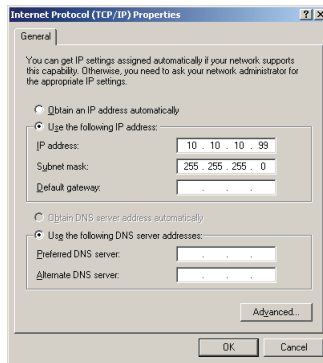 Internet Protocol (TCP/IP) Properties
General
You can get IP settings assigned automatically if your network supports
this capability. Otherwise, you need to ask your network administrator for
the appropriate IP settings.
Obtain an IP address automatically
Use the following IP address:
IP address: 10 . 10 . 10 . 99
Subnet mask: 255 . 255 . 255 . 0
Default gateway: . . .
Obtain DNS server address automatically
Use the following DNS server addresses:
Preferred DNS server: . . .
Alternate DNS server: . . .
Advanced...
OK Cancel